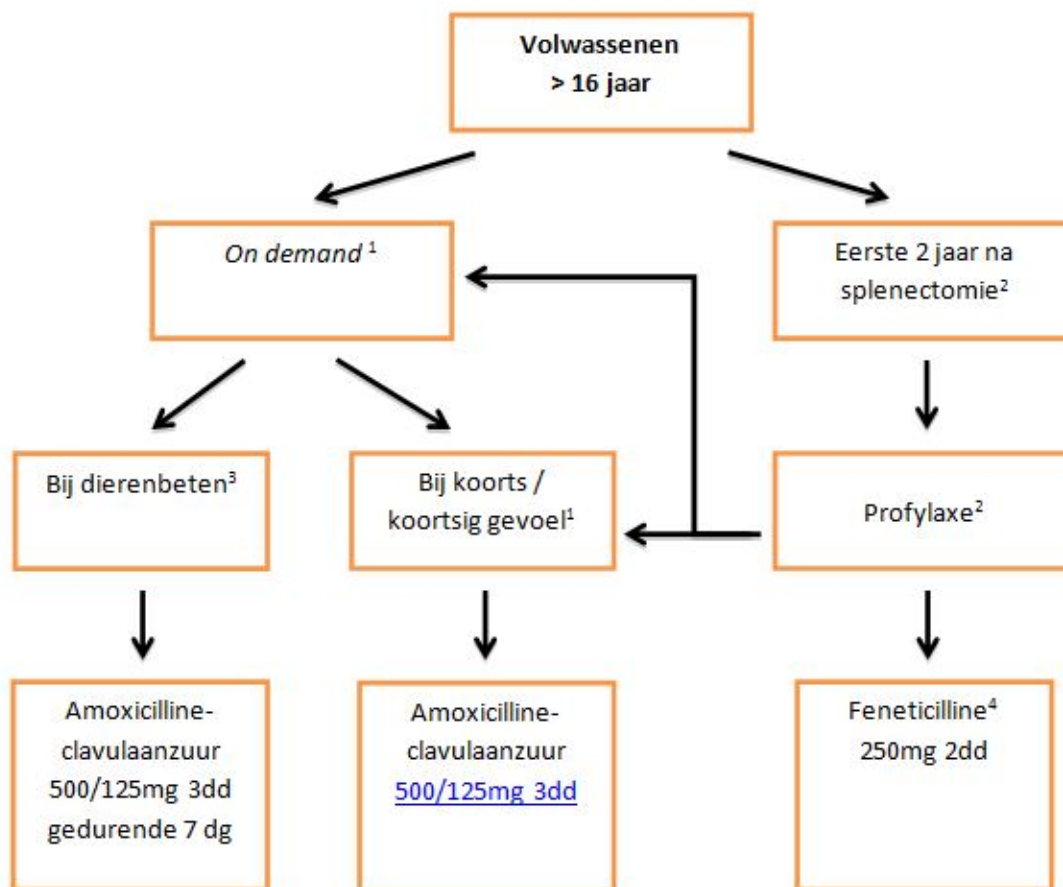 Volwassenen
> 16 jaar
On demand ¹
Eerste 2 jaar na
splenectomie²
Bij dierenbeten³
Bij koorts /
koortsig gevoel¹
Profylaxe²
Amoxicilline-
clavulaanzuur
500/125mg 3dd
gedurende 7 dg
Amoxicilline-
clavulaanzuur
500/125mg 3dd
Feneticilline⁴
250mg 2dd